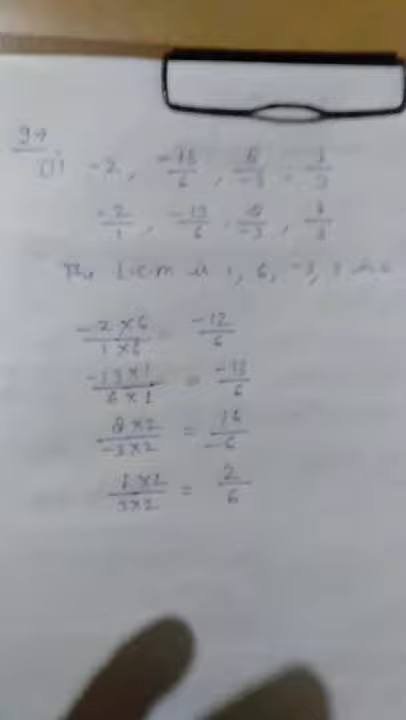 (i) -2, -13/6, 8/-3, 1/3
-2/1, -13/6, 8/-3, 1/3
The L.C.M 1, 6, -3, 3
-2×6/1×6 = -12/6
-13×1/6×1 = -13/6
8×2/-3×2 = 16/-6
1×2/3×2 = 2/6